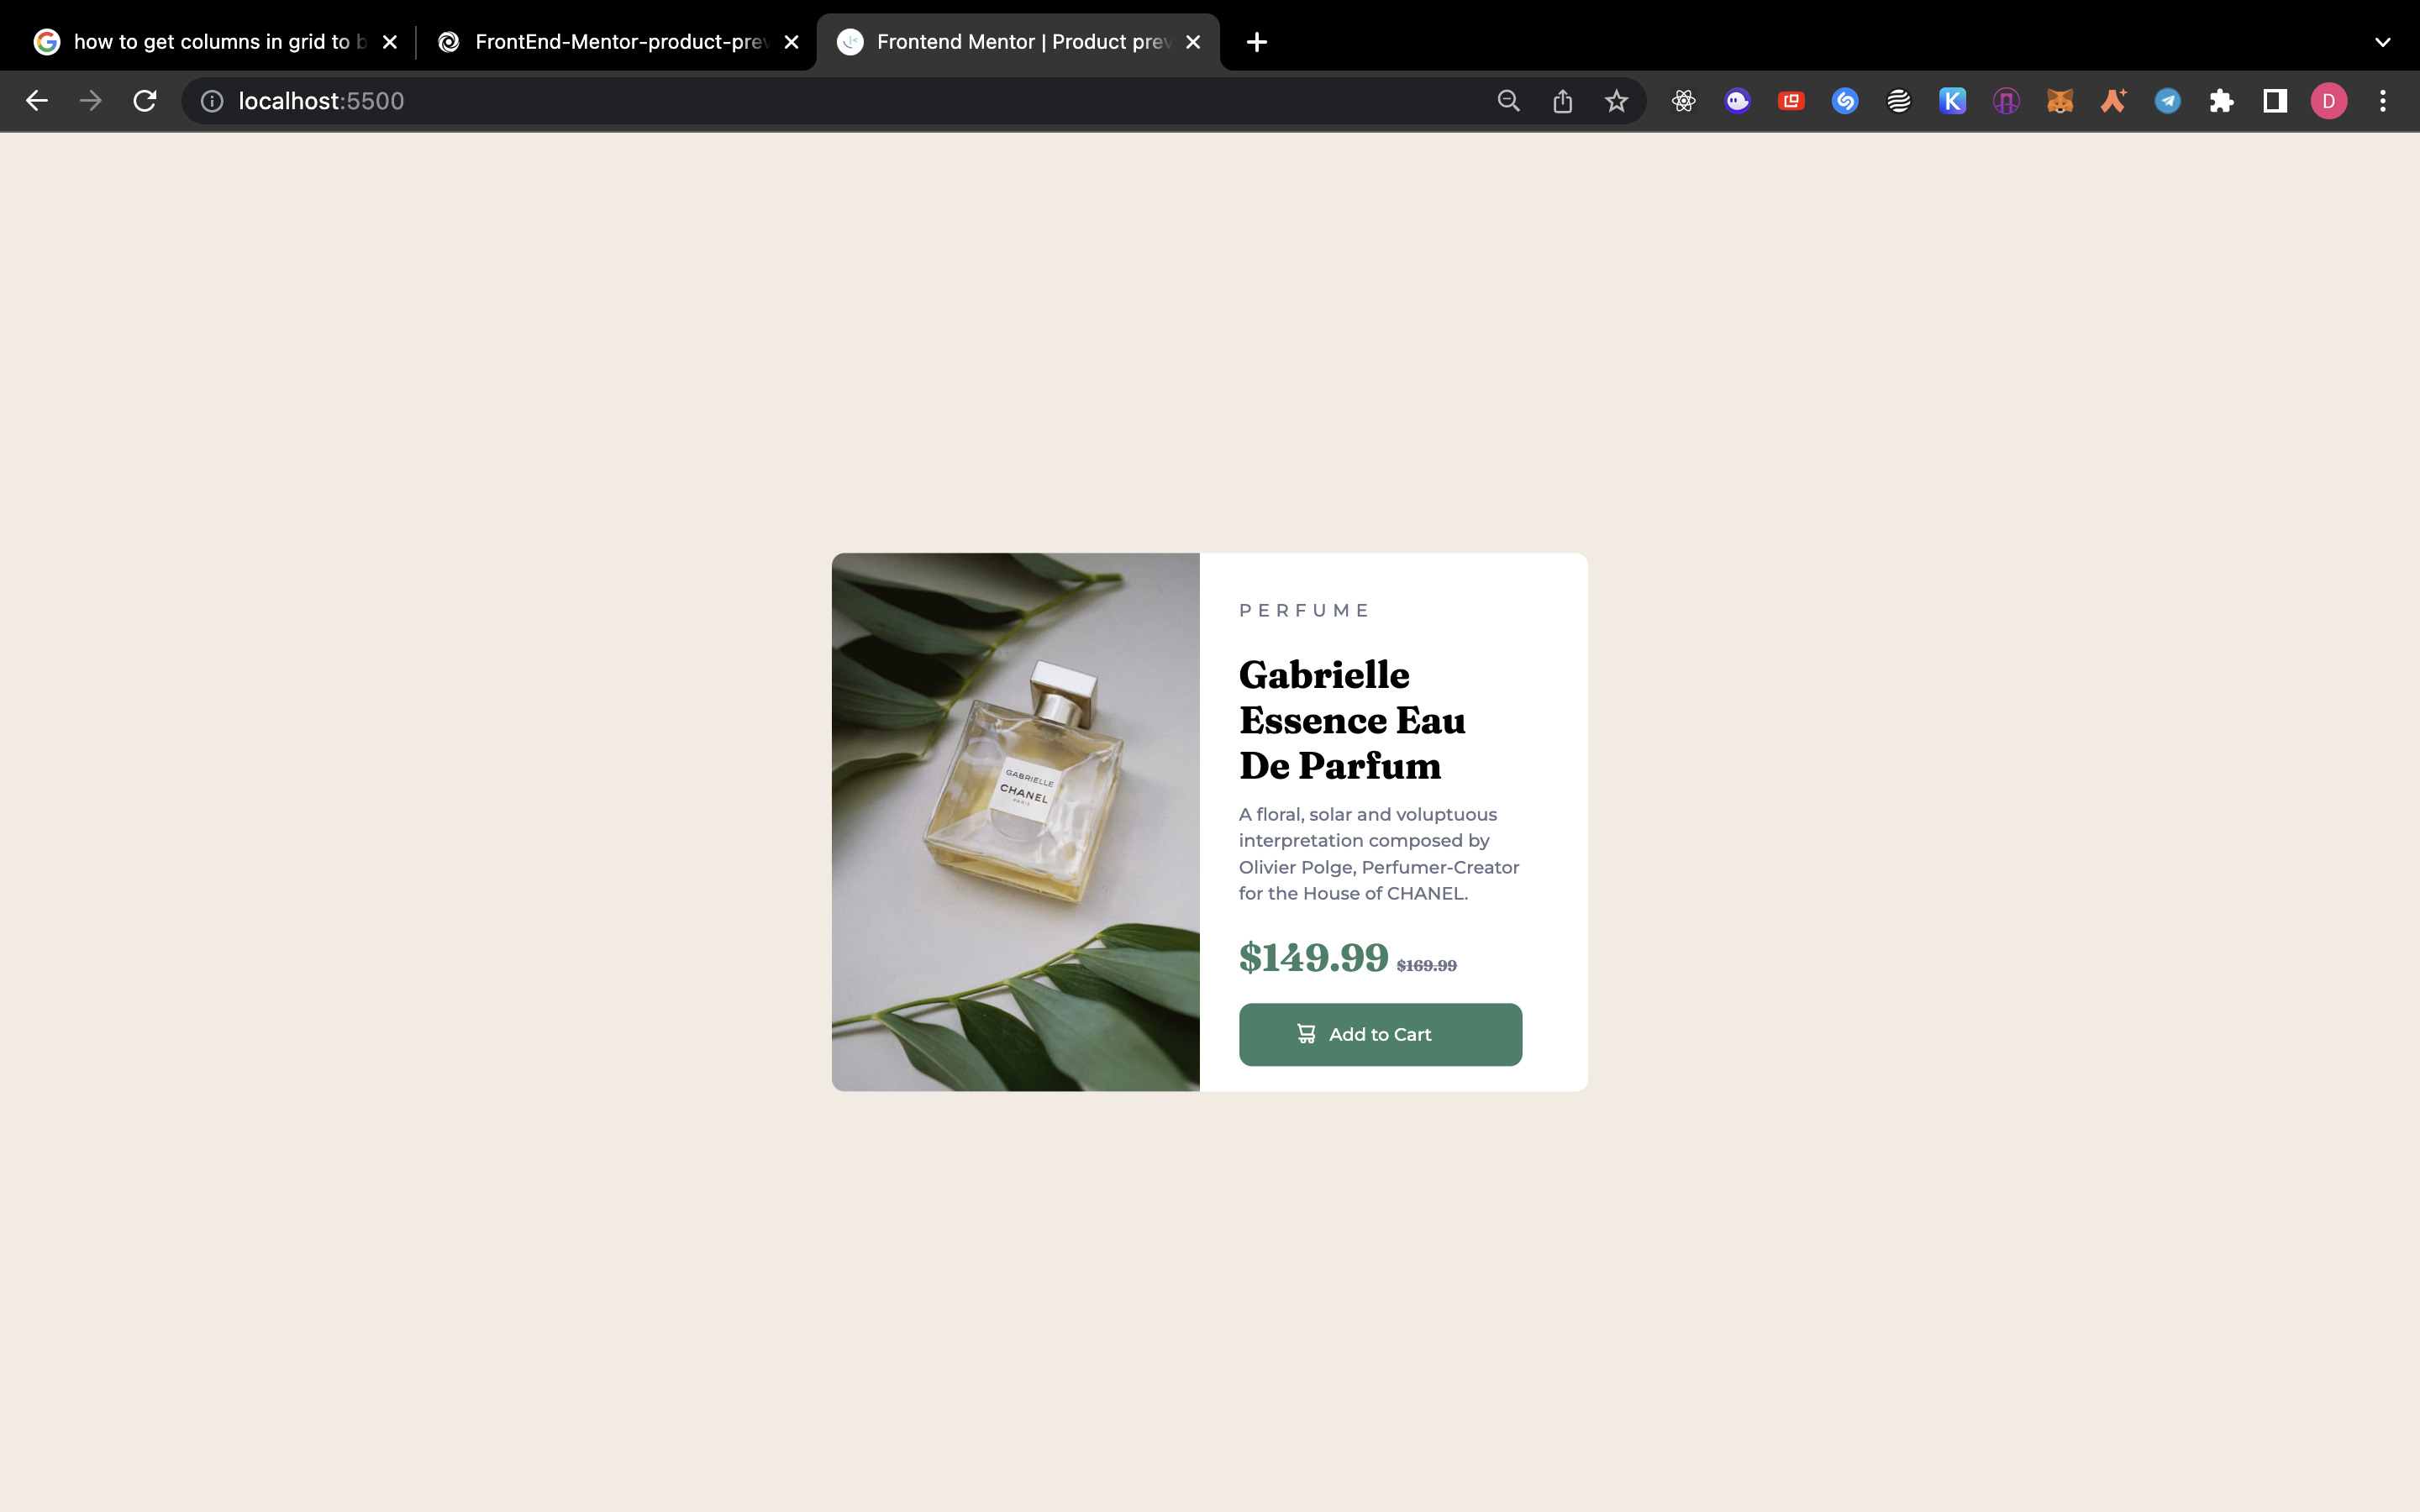 how to get columns in grid to b
FrontEnd-Mentor-product-prev
Frontend Mentor | Product prev
localhost:5500
D
PERFUME
Gabrielle
Essence Eau
De Parfum
A floral, solar and voluptuous
interpretation composed by
Olivier Polge, Perfumer-Creator
for the House of CHANEL.
$149.99 $169.99
Add to Cart
GABRIELLE
CHANEL
PARIS